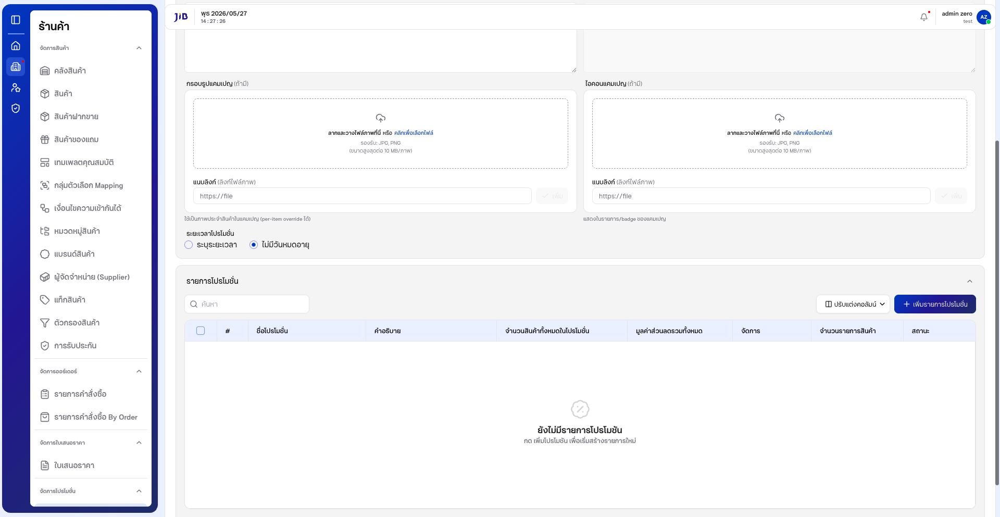 ร้านค้า
จัดการสินค้า
คลังสินค้า
สินค้า
สินค้าฝากขาย
สินค้าของแถม
เทมเพลตคุณสมบัติ
กลุ่มตัวเลือก Mapping
เงื่อนไขความเข้ากันได้
หมวดหมู่สินค้า
แบรนด์สินค้า
ผู้จัดจำหน่าย (Supplier)
แท็กสินค้า
ตัวกรองสินค้า
การรับประกัน
จัดการออร์เดอร์
รายการคำสั่งซื้อ
รายการคำสั่งซื้อ By Order
จัดการใบเสนอราคา
ใบเสนอราคา
จัดการโปรโมชั่น
JIB
พุธ 2026/05/27
14 : 27 : 26
admin zero
test
AZ
กรอบรูปแคมเปญ (ถ้ามี)
ลากและวางไฟล์ภาพที่นี่ หรือ คลิกเพื่อเลือกไฟล์
รองรับ: JPG, PNG
(ขนาดสูงสุดต่อ 10 MB/ภาพ)
แนบลิงก์ (ลิงก์ไฟล์ภาพ)
https://file
เพิ่ม
ใช้เป็นภาพประจำสินค้าในแคมเปญ (per-item override ได้)
ไอคอนแคมเปญ (ถ้ามี)
ลากและวางไฟล์ภาพที่นี่ หรือ คลิกเพื่อเลือกไฟล์
รองรับ: JPG, PNG
(ขนาดสูงสุดต่อ 10 MB/ภาพ)
แนบลิงก์ (ลิงก์ไฟล์ภาพ)
https://file
เพิ่ม
แสดงในรายการ/badge ของแคมเปญ
ระยะเวลาโปรโมชั่น
ระบุระยะเวลา ไม่มีวันหมดอายุ
รายการโปรโมชั่น
ค้นหา
ปรับแต่งคอลัมน์
เพิ่มรายการโปรโมชั่น
# ชื่อโปรโมชั่น คำอธิบาย จำนวนสินค้าทั้งหมดในโปรโมชั่น มูลค่าส่วนลดรวมทั้งหมด จัดการ จำนวนรายการสินค้า สถานะ
ยังไม่มีรายการโปรโมชัน
กด เพิ่มโปรโมชัน เพื่อเริ่มสร้างรายการใหม่